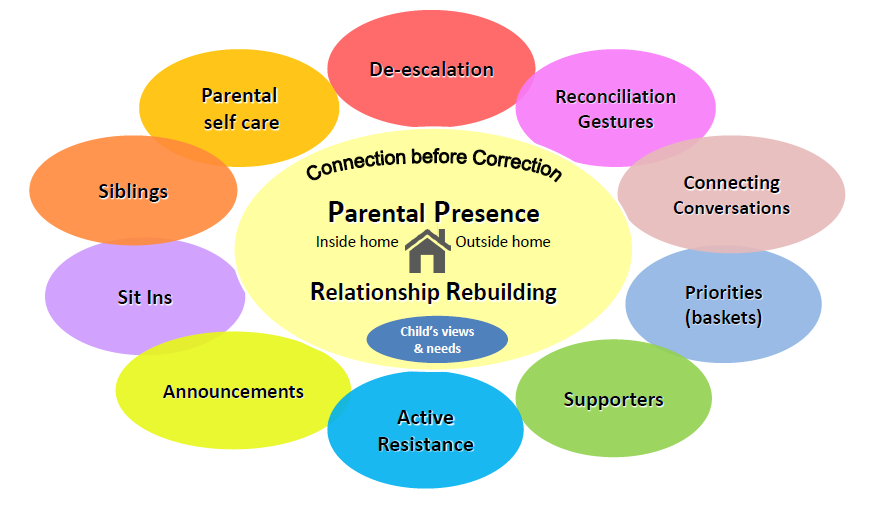 De-escalation
Reconciliation
Gestures
Connecting
Conversations
Priorities
(baskets)
Supporters
Active
Resistance
Announcements
Sit Ins
Siblings
Parental
self care
Connection before Correction
Parental Presence
Inside home Outside home
Relationship Rebuilding
Child's views
& needs